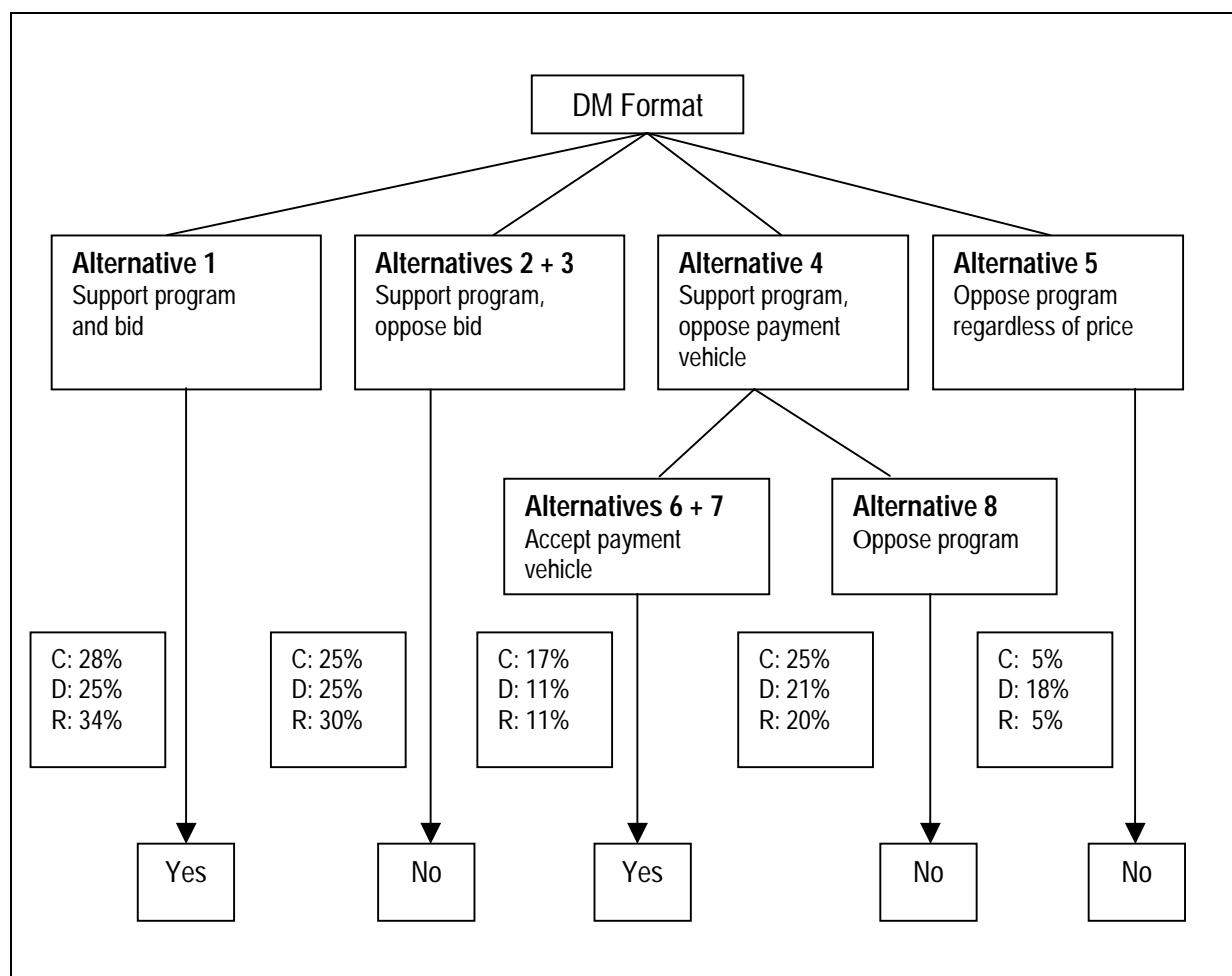 DM Format
Alternative 1
Support program
and bid
Alternatives 2 + 3
Support program,
oppose bid
Alternative 4
Support program,
oppose payment
vehicle
Alternative 5
Oppose program
regardless of price
Alternatives 6 + 7
Accept payment
vehicle
Alternative 8
Oppose program
C: 28%
D: 25%
R: 34%
C: 25%
D: 25%
R: 30%
C: 17%
D: 11%
R: 11%
C: 25%
D: 21%
R: 20%
C: 5%
D: 18%
R: 5%
Yes
No
Yes
No
No